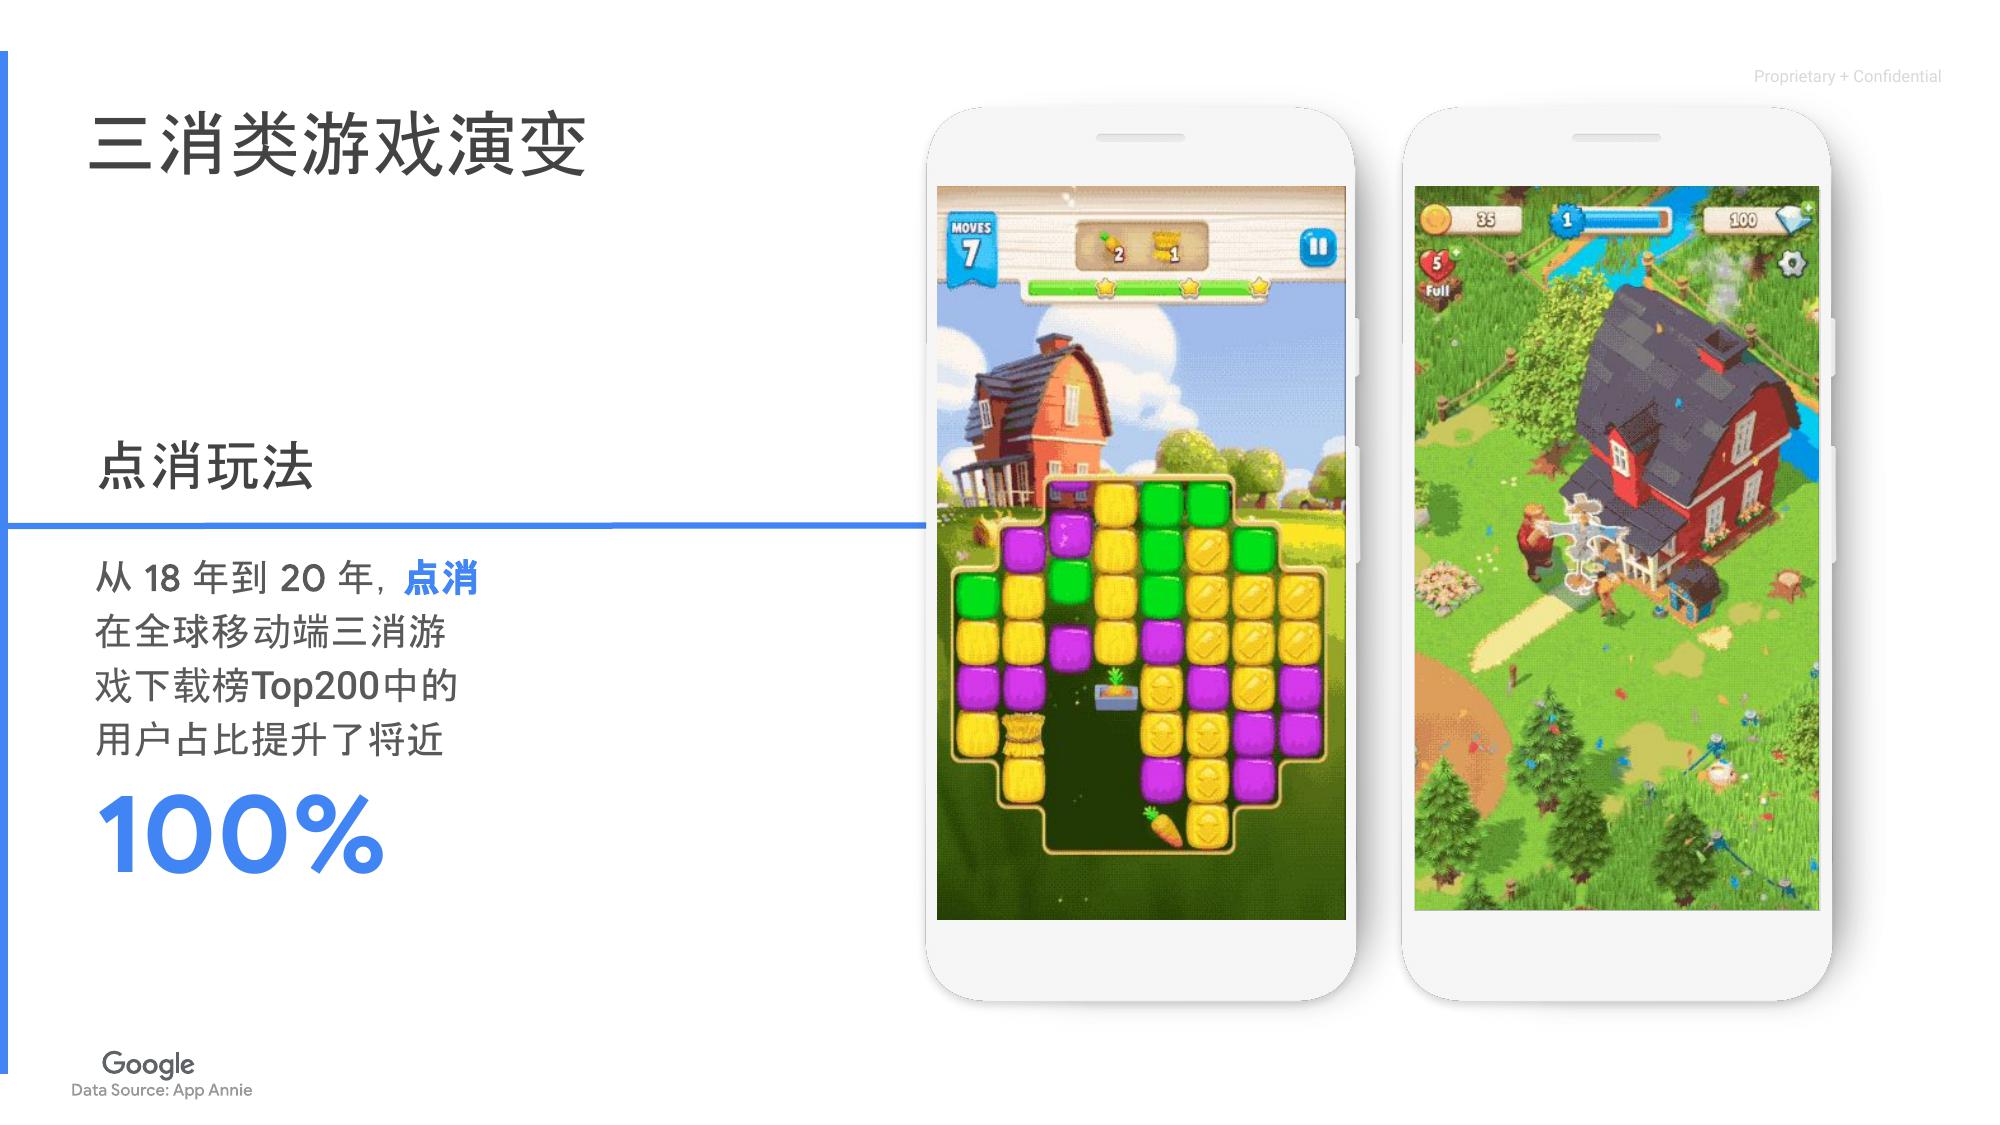 Proprietary + Confidential
三消类游戏演变
点消玩法
从 18 年到 20 年，点消
在全球移动端三消游
戏下载榜Top200中的
用户占比提升了将近
100%
MOVES
7
2
1
35
1
100
5
Full
Google
Data Source: App Annie